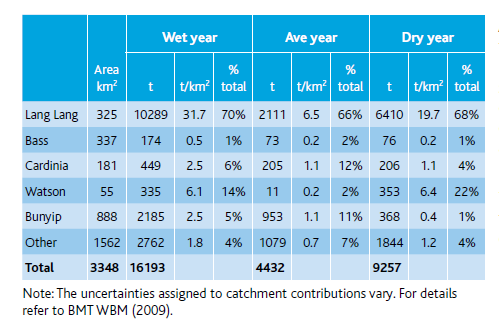 Wet year Ave year Dry year
Area km² t t/km² % total t t/km² % total t t/km² % total
Lang Lang 325 10289 31.7 70% 2111 6.5 66% 6410 19.7 68%
Bass 337 174 0.5 1% 73 0.2 2% 76 0.2 1%
Cardinia 181 449 2.5 6% 205 1.1 12% 206 1.1 4%
Watson 55 335 6.1 14% 11 0.2 2% 353 6.4 22%
Bunyip 888 2185 2.5 5% 953 1.1 11% 368 0.4 1%
Other 1562 2762 1.8 4% 1079 0.7 7% 1844 1.2 4%
Total 3348 16193 4432 9257
Note: The uncertainties assigned to catchment contributions vary. For details
refer to BMT WBM (2009).